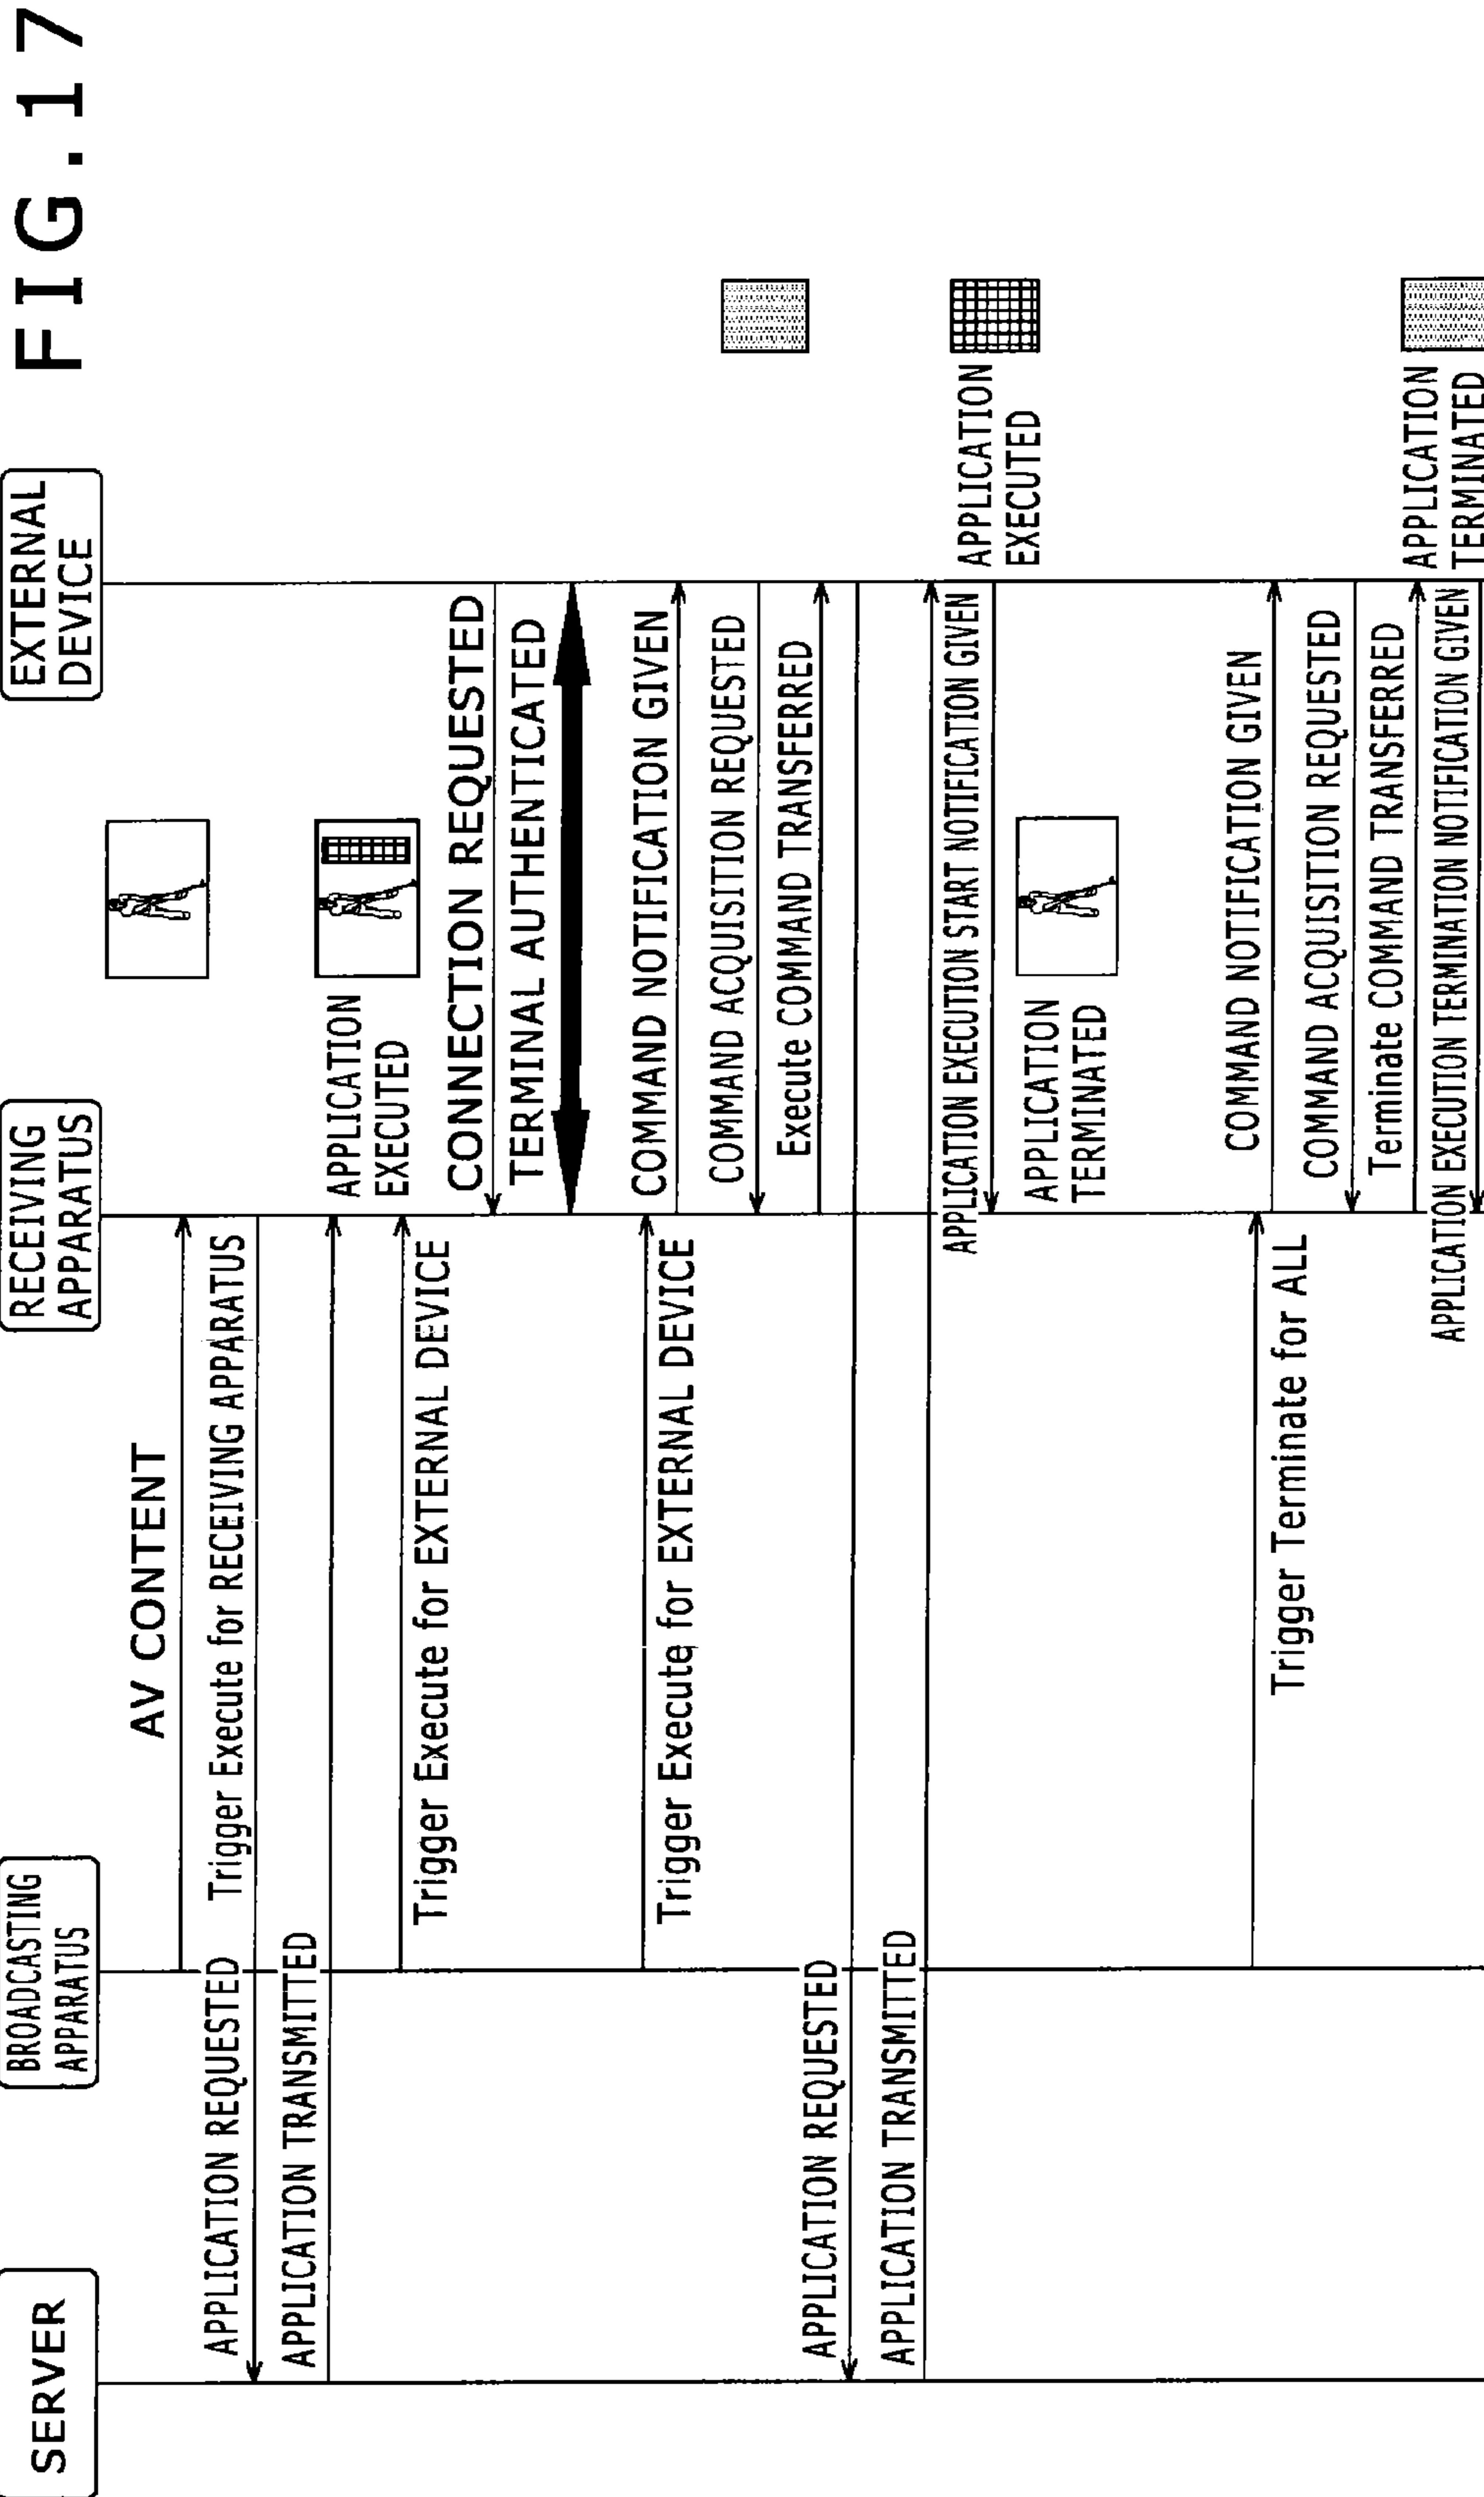 FIG.17
SERVER
BROADCASTING
APPARATUS
RECEIVING
APPARATUS
EXTERNAL
DEVICE
AV CONTENT
APPLICATION REQUESTED
Trigger Execute for RECEIVING APPARATUS
APPLICATION TRANSMITTED
APPLICATION
EXECUTED
Trigger Execute for EXTERNAL DEVICE
CONNECTION REQUESTED
TERMINAL AUTHENTICATED
COMMAND NOTIFICATION GIVEN
Trigger Execute for EXTERNAL DEVICE
COMMAND ACQUISITION REQUESTED
Execute COMMAND TRANSFERRED
APPLICATION REQUESTED
APPLICATION TRANSMITTED
APPLICATION EXECUTION START NOTIFICATION GIVEN
APPLICATION
EXECUTED
APPLICATION
TERMINATED
COMMAND NOTIFICATION GIVEN
Trigger Terminate for ALL
COMMAND ACQUISITION REQUESTED
Terminate COMMAND TRANSFERRED
APPLICATION
TERMINATED
APPLICATION EXECUTION TERMINATION NOTIFICATION GIVEN